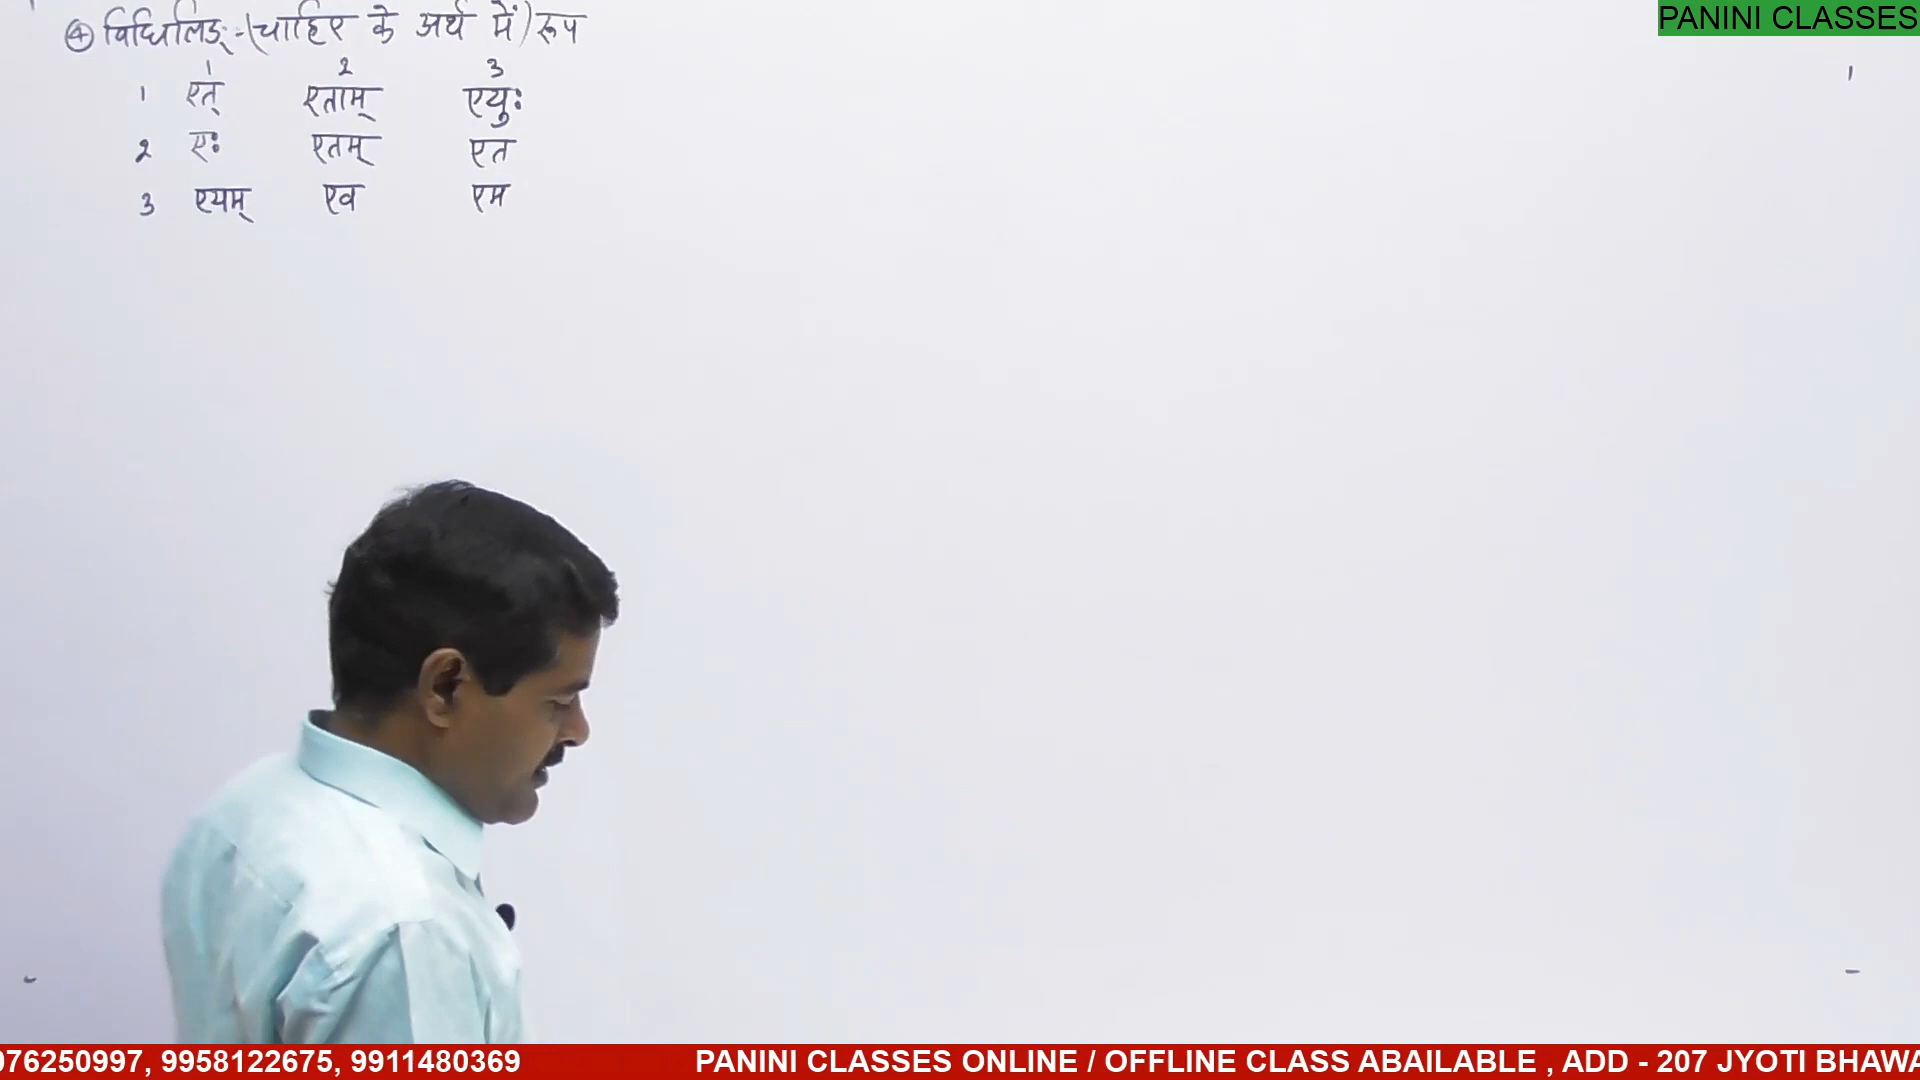 PANINI CLASSES
④ विधिलिङ् :- (चाहिए के अर्थ में) रूप
1 2 3
1 एत् एताम् एयुः
2 एः एतम् एत
3 एयम् एव एम
076250997, 9958122675, 9911480369 PANINI CLASSES ONLINE / OFFLINE CLASS ABAILABLE , ADD - 207 JYOTI BHAWA